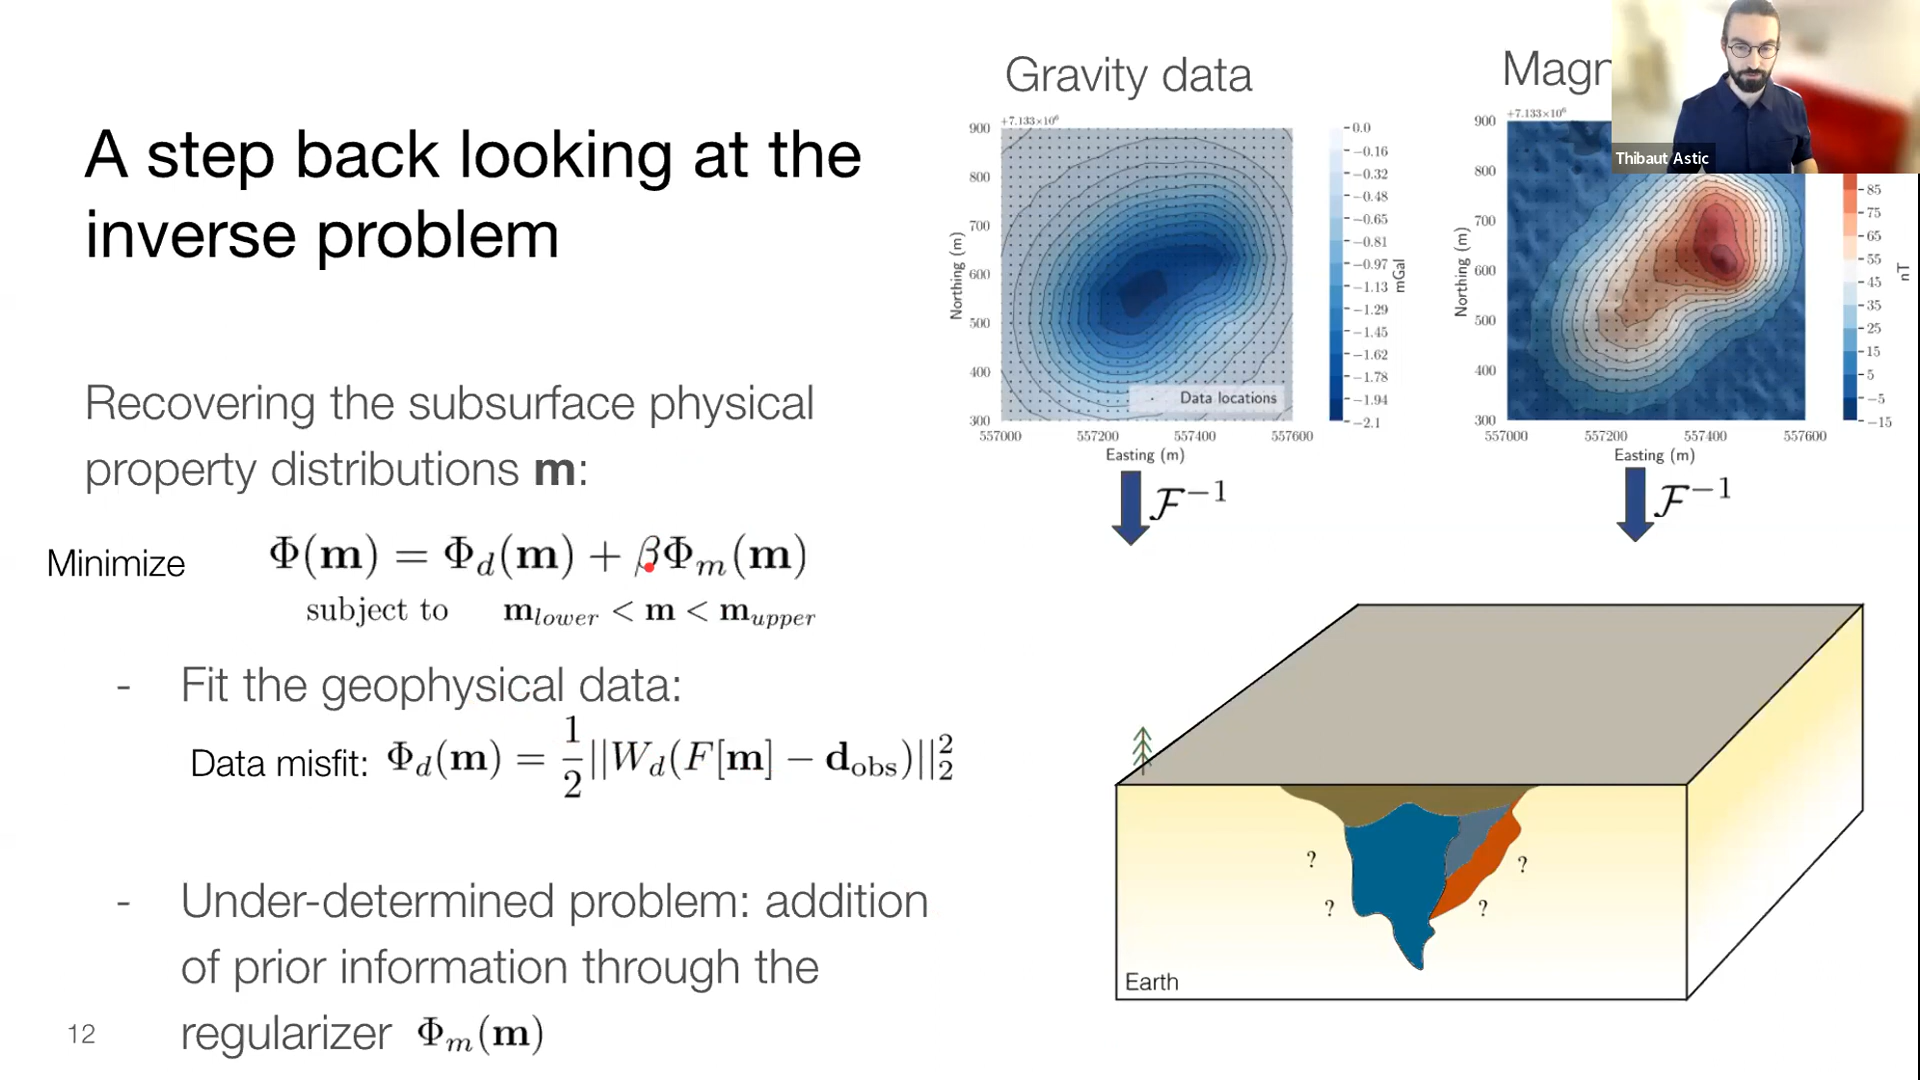 A step back looking at the
inverse problem
Recovering the subsurface physical
property distributions m:
Minimize Φ(m) = Φ_d(m) + βΦ_m(m)
subject to m_lower < m < m_upper
- Fit the geophysical data:
Data misfit: Φ_d(m) = 1/2 ||W_d(F[m] − d_obs)||_2^2
- Under-determined problem: addition
of prior information through the
regularizer Φ_m(m)
12
Gravity data
+7.133×10^6
900
800
700
600
500
400
300
Northing (m)
557000 557200 557400 557600
Easting (m)
Data locations
0.0
−0.16
−0.32
−0.48
−0.65
−0.81
−0.97
−1.13
−1.29
−1.45
−1.62
−1.78
−1.94
−2.1
mGal
F^−1
Magn
+7.133×10^6
900
800
700
600
500
400
300
Northing (m)
557000 557200 557400 557600
Easting (m)
85
75
65
55
45
35
25
15
5
−5
−15
nT
F^−1
Thibaut Astic
? ?
? ?
Earth